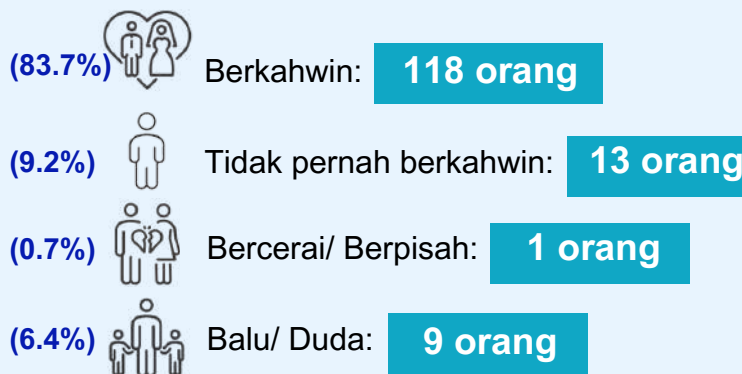 (83.7%) Berkahwin: 118 orang
(9.2%) Tidak pernah berkahwin: 13 orang
(0.7%) Bercerai/ Berpisah: 1 orang
(6.4%) Balu/ Duda: 9 orang